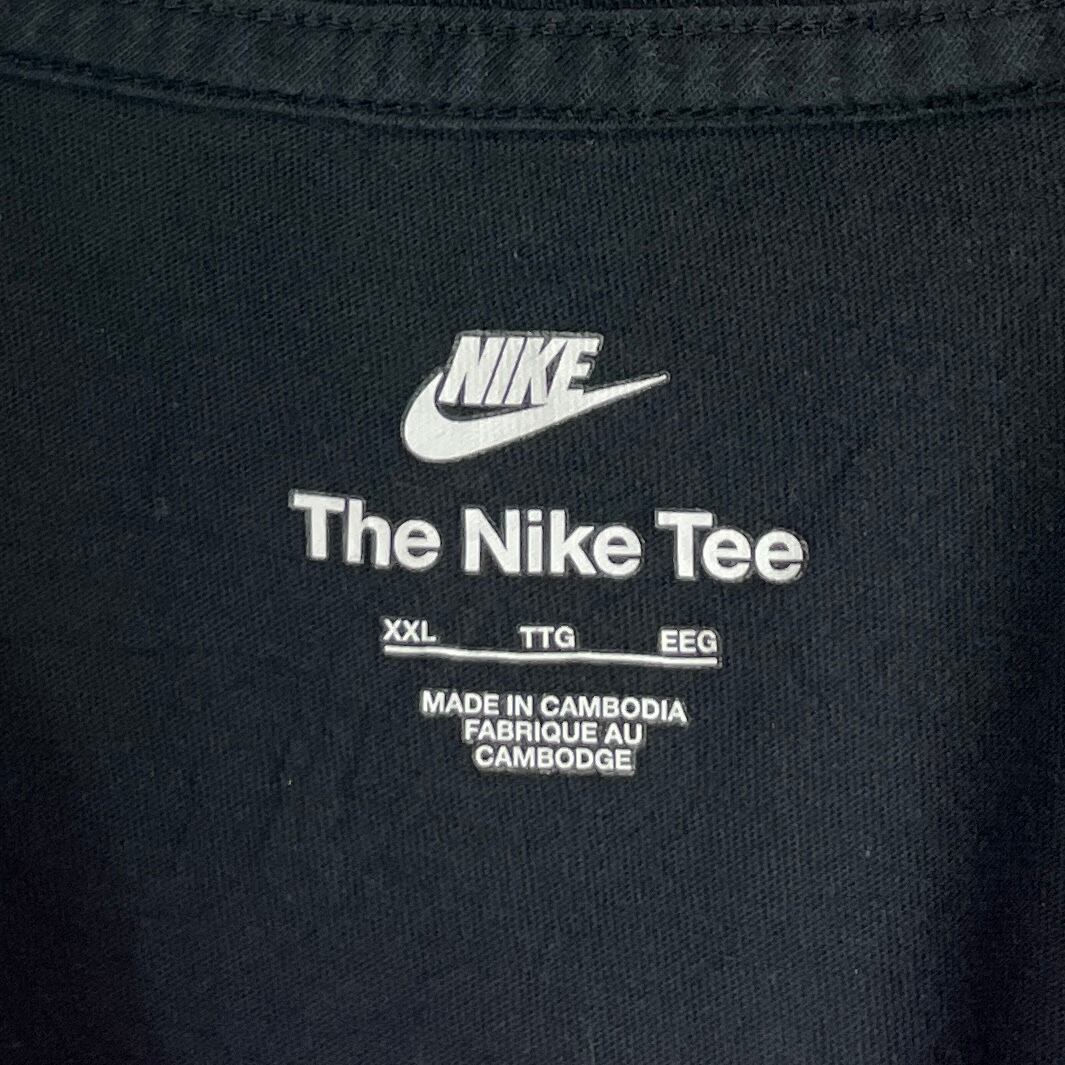 NIKE
The Nike Tee
XXL TTG EEG
MADE IN CAMBODIA
FABRIQUE AU
CAMBODGE